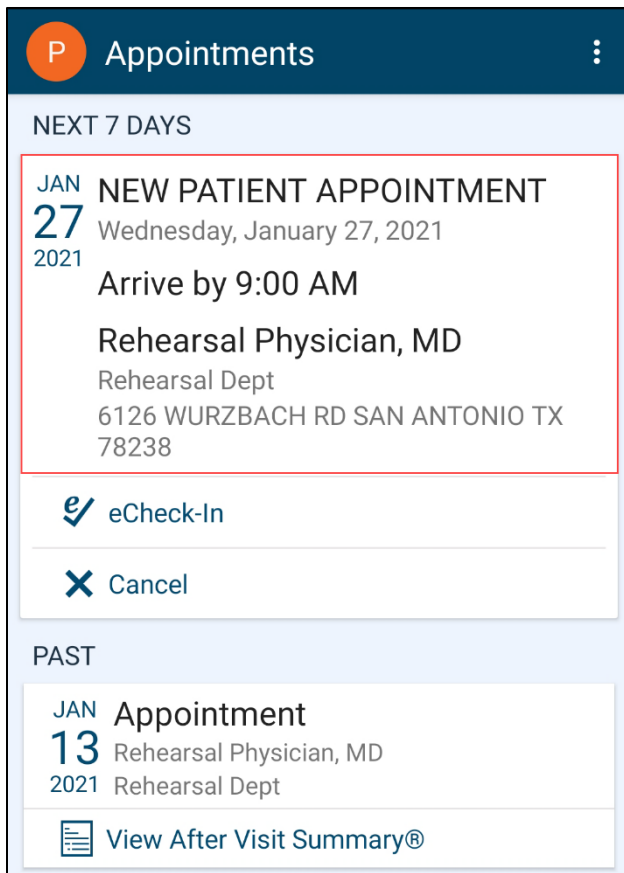 P
Appointments
NEXT 7 DAYS
JAN
27
2021
NEW PATIENT APPOINTMENT
Wednesday, January 27, 2021
Arrive by 9:00 AM
Rehearsal Physician, MD
Rehearsal Dept
6126 WURZBACH RD SAN ANTONIO TX
78238
eCheck-In
Cancel
PAST
JAN
13
2021
Appointment
Rehearsal Physician, MD
Rehearsal Dept
View After Visit Summary®